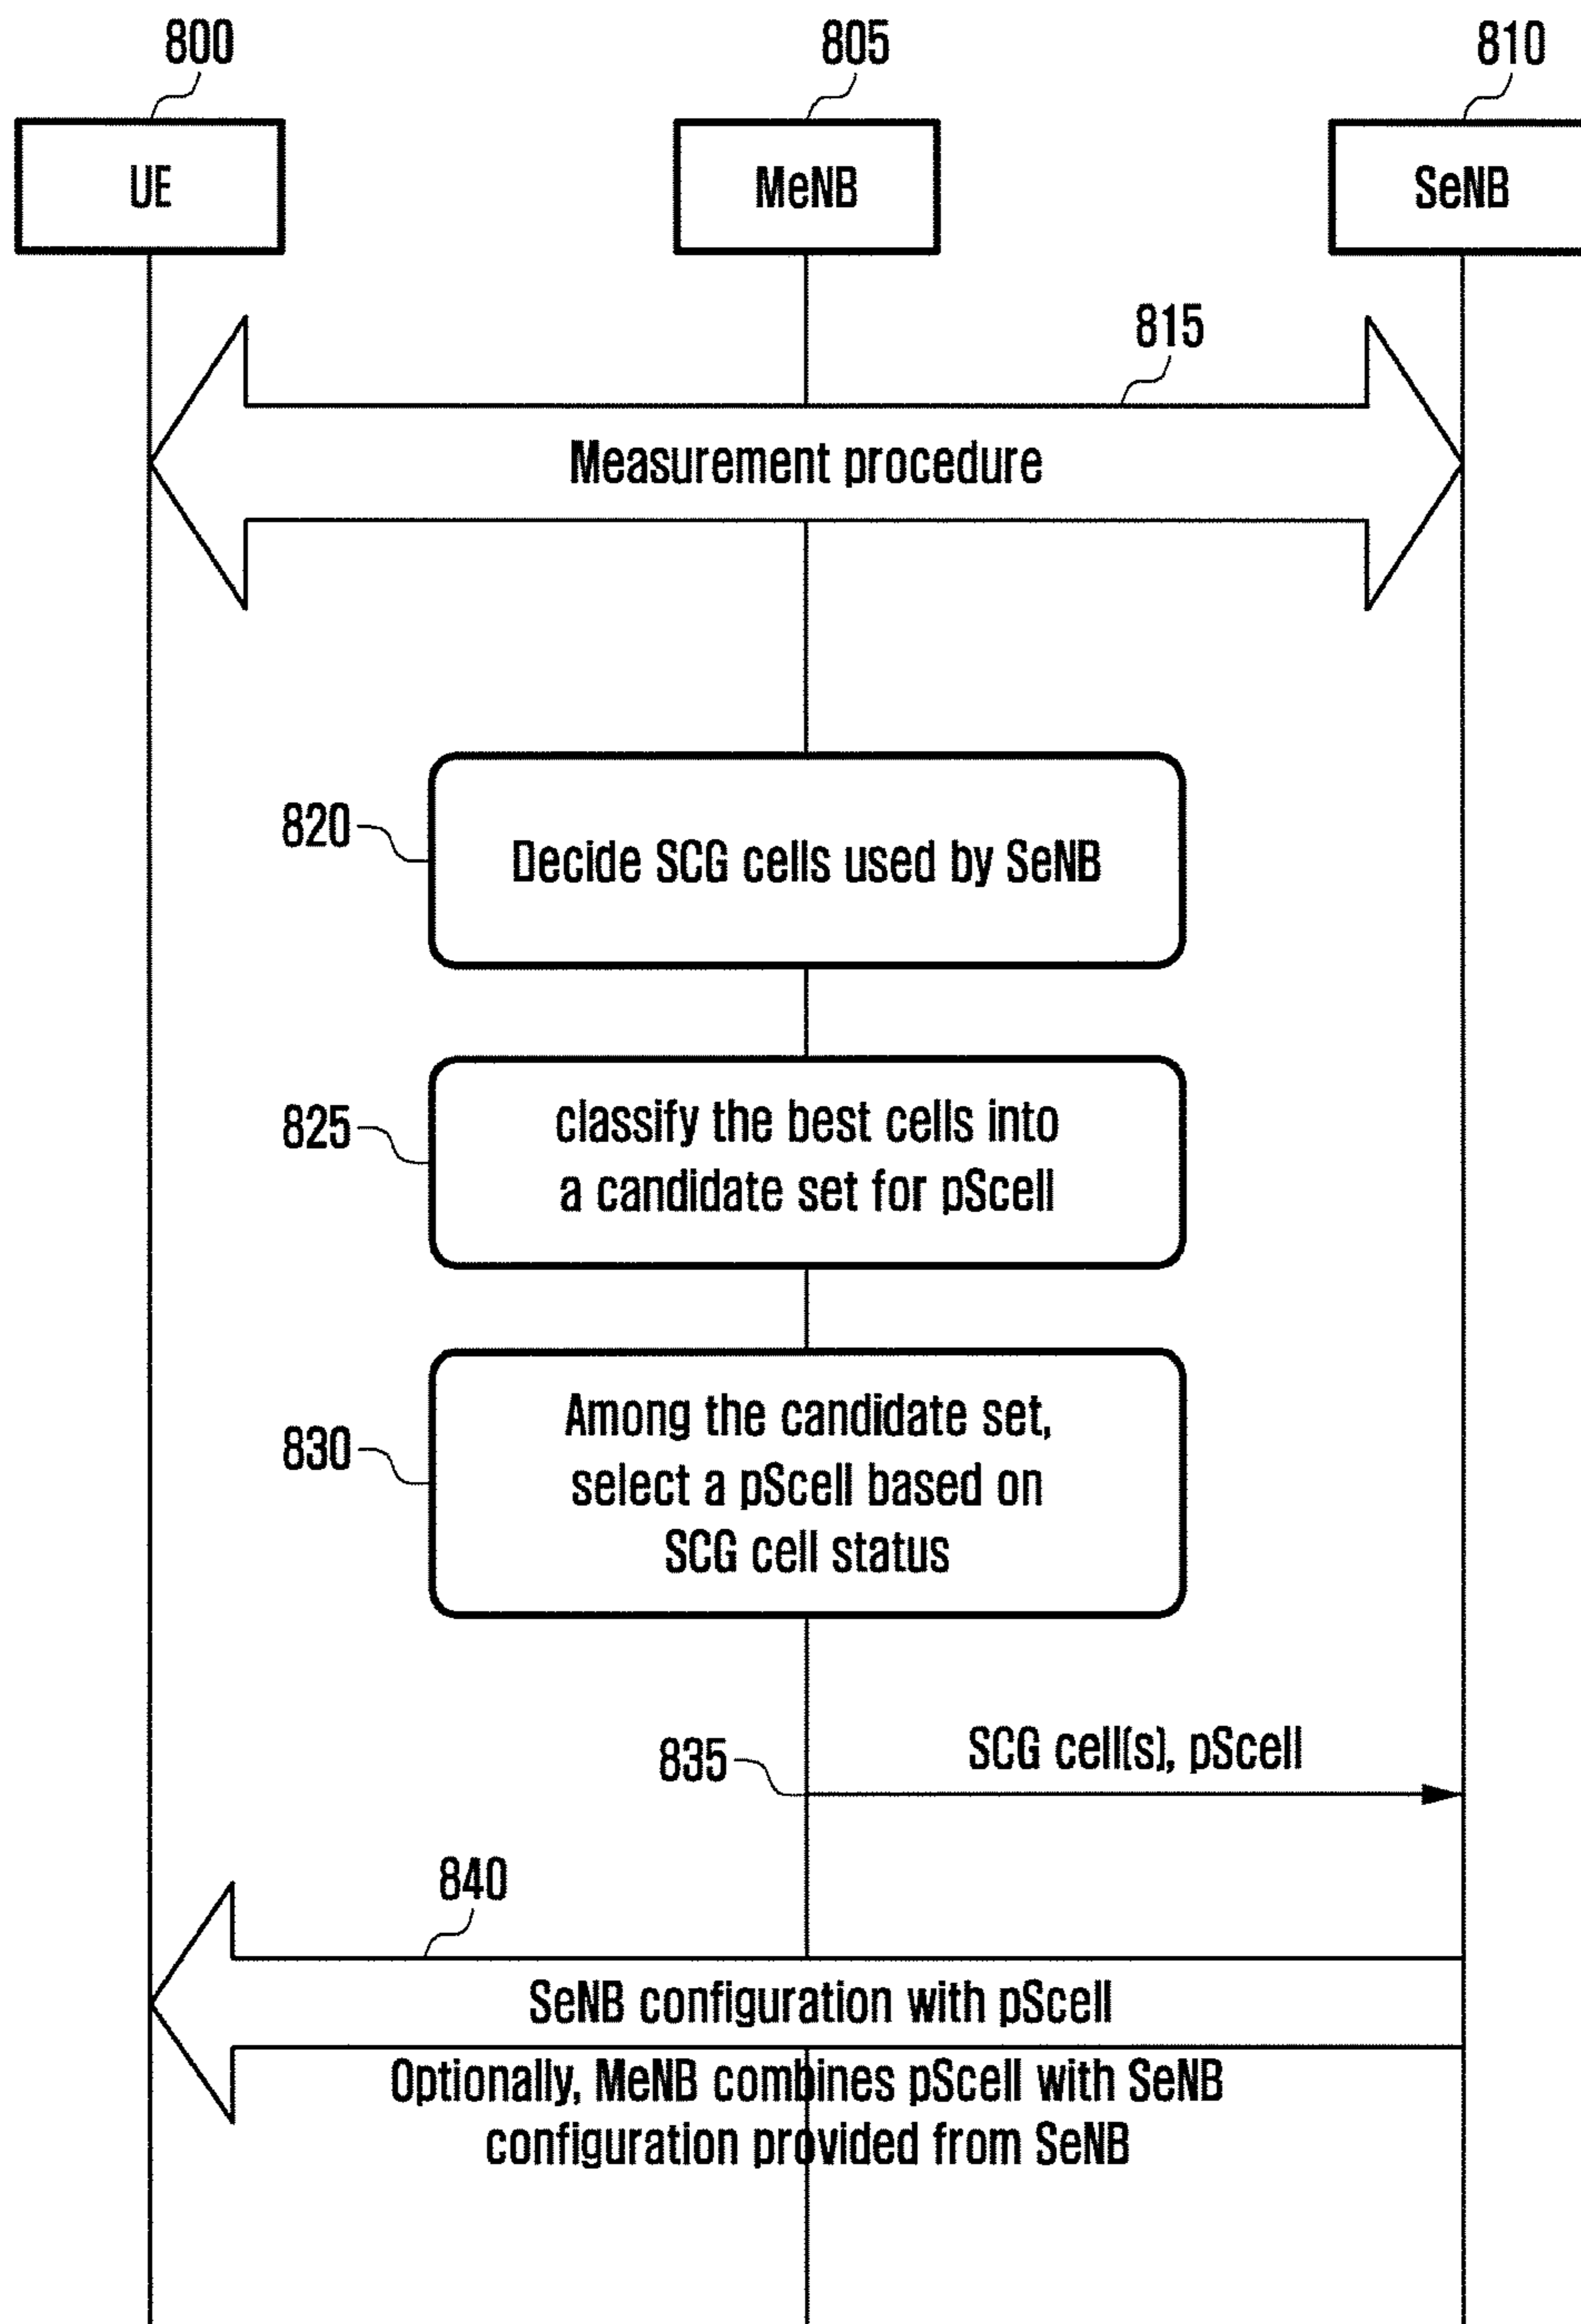 800
805
810
UE
MeNB
SeNB
815
Measurement procedure
820
Decide SCG cells used by SeNB
825
classify the best cells into
a candidate set for pScell
830
Among the candidate set,
select a pScell based on
SCG cell status
835
SCG cell(s), pScell
840
SeNB configuration with pScell
Optionally, MeNB combines pScell with SeNB
configuration provided from SeNB